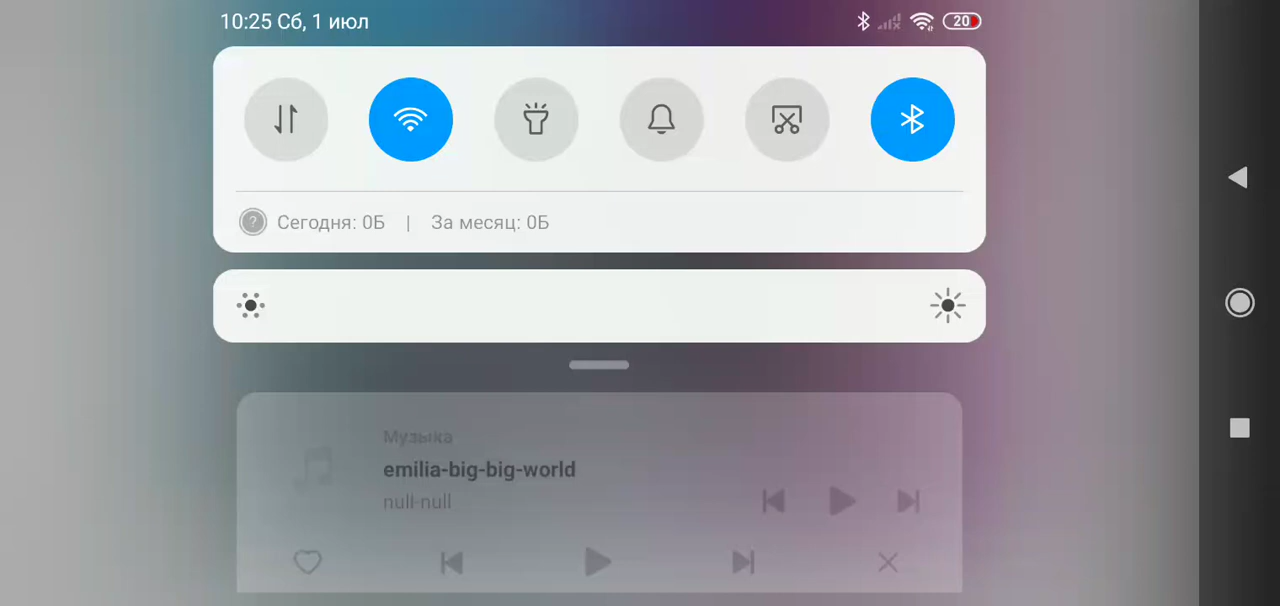 10:25 Сб, 1 июл
20
Сегодня: 0Б | За месяц: 0Б
Музыка
emilia-big-big-world
null-null